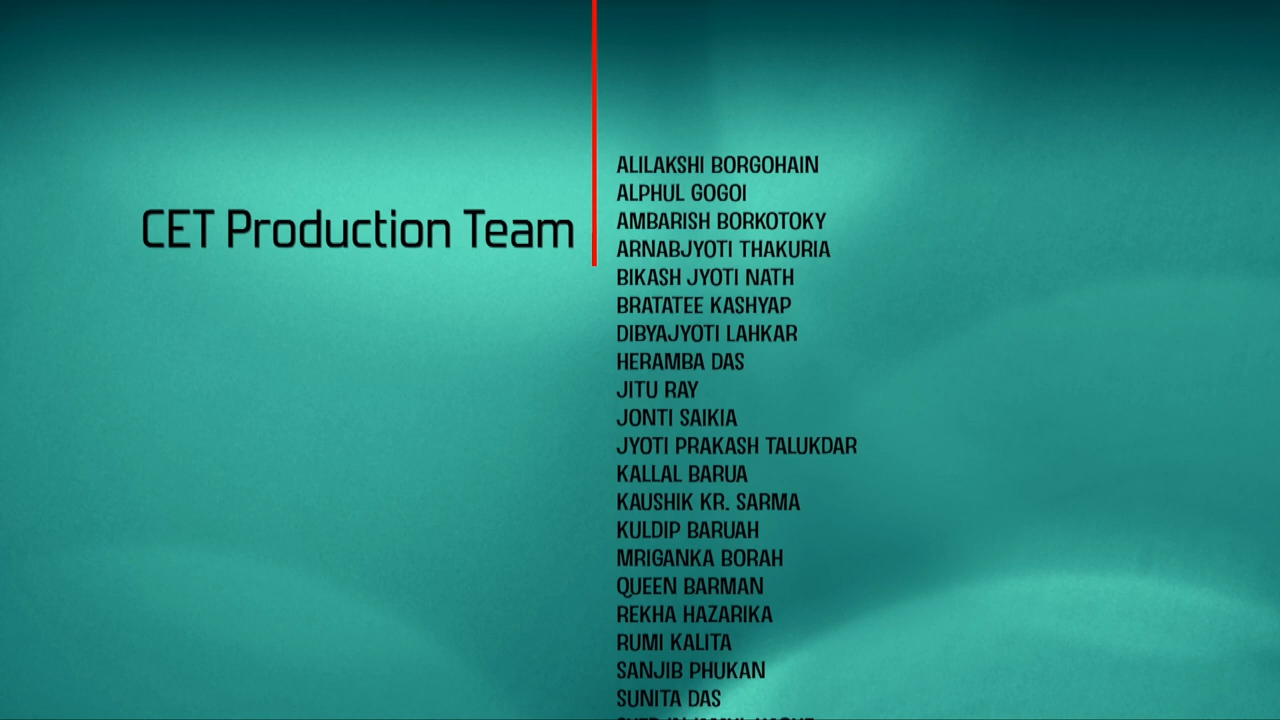 CET Production Team
ALILAKSHI BORGOHAIN
ALPHUL GOGOI
AMBARISH BORKOTOKY
ARNABJYOTI THAKURIA
BIKASH JYOTI NATH
BRATATEE KASHYAP
DIBYAJYOTI LAHKAR
HERAMBA DAS
JITU RAY
JONTI SAIKIA
JYOTI PRAKASH TALUKDAR
KALLAL BARUA
KAUSHIK KR. SARMA
KULDIP BARUAH
MRIGANKA BORAH
QUEEN BARMAN
REKHA HAZARIKA
RUMI KALITA
SANJIB PHUKAN
SUNITA DAS